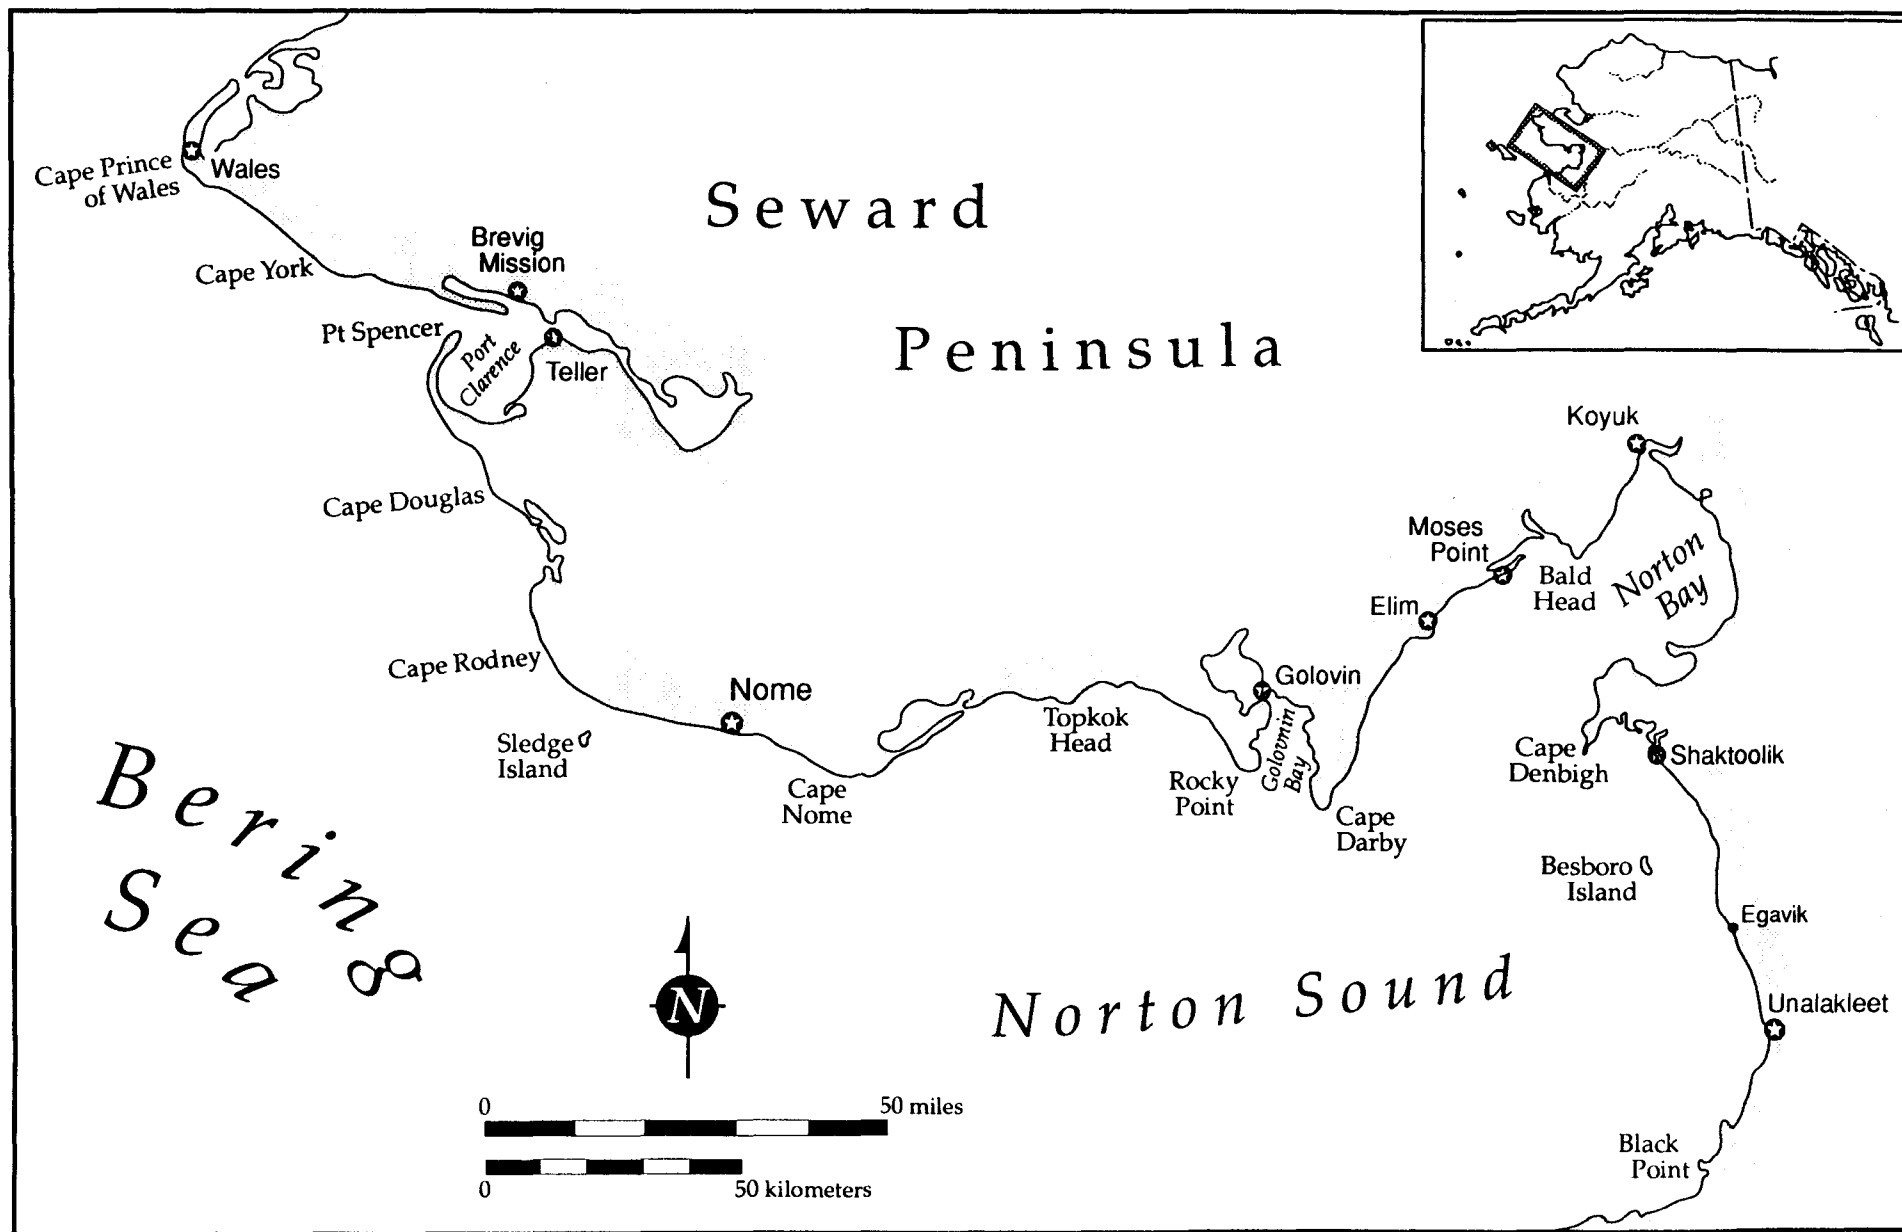 Cape Prince
of Wales
Wales
Seward
Peninsula
Brevig
Mission
Cape York
Pt Spencer
Port
Clarence
Teller
Koyuk
Cape Douglas
Moses
Point
Bald
Head
Norton
Bay
Elim
Cape Rodney
Nome
Golovin
Golovnin
Bay
Sledge
Island
Topkok
Head
Cape
Nome
Rocky
Point
Cape
Darby
Cape
Denbigh
Shaktoolik
Bering
Sea
Besboro
Island
Egavik
Norton Sound
Unalakleet
N
0
50 miles
0
50 kilometers
Black
Point